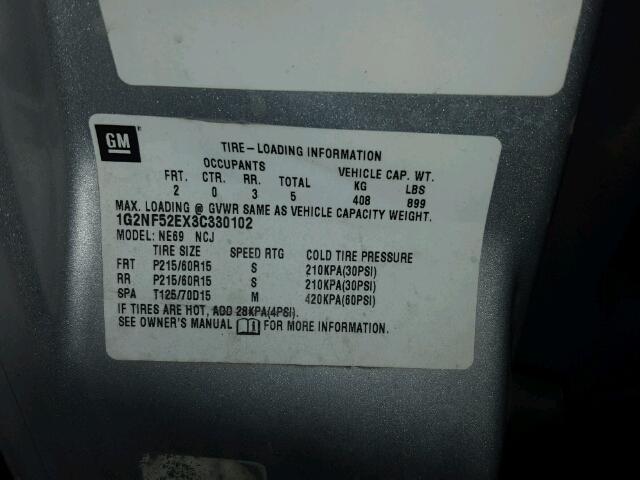 GM
TIRE-LOADING INFORMATION
OCCUPANTS VEHICLE CAP. WT.
FRT. CTR. RR. TOTAL KG LBS
2 0 3 5 408 899
MAX. LOADING @ GVWR SAME AS VEHICLE CAPACITY WEIGHT.
1G2NF52EX3C330102
MODEL: NE69 NCJ
TIRE SIZE SPEED RTG COLD TIRE PRESSURE
FRT P215/60R15 S 210KPA(30PSI)
RR P215/60R15 S 210KPA(30PSI)
SPA T125/70D15 M 420KPA(60PSI)
IF TIRES ARE HOT, ADD 28KPA(4PSI).
SEE OWNER'S MANUAL FOR MORE INFORMATION.